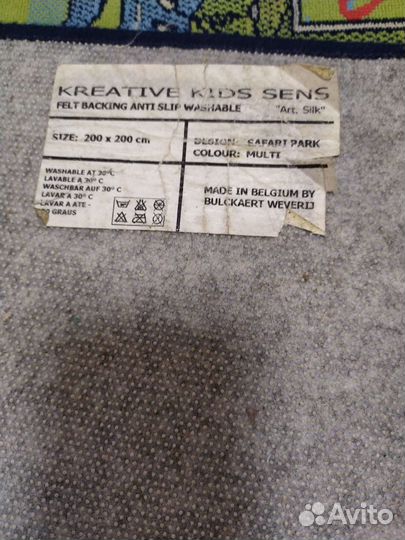 KREATIVE KIDS SENS
FELT BACKING ANTI SLIP WASHABLE "Art. Silk"
SIZE: 200 x 200 cm
DESIGN: SAFARI PARK
COLOUR: MULTI
WASHABLE AT 30° C
LAVABLE A 30° C
WASCHBAR AUF 30° C
LAVAR A 30° C
LAVAR A ATE -
0 GRAUS
MADE IN BELGIUM BY
BULCKAERT WEVERIJ
Avito